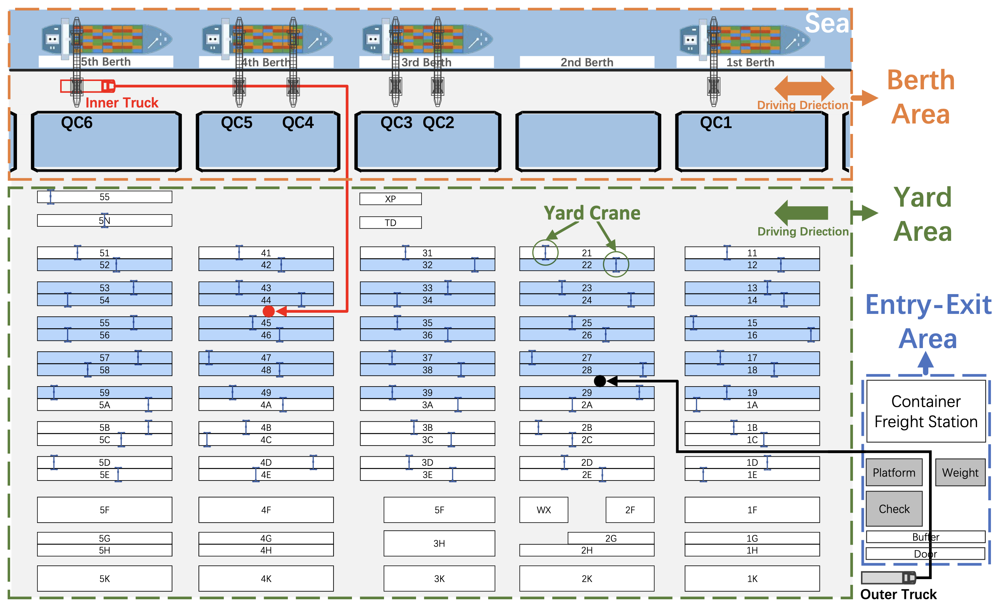 Sea
5th Berth
4th Berth
3rd Berth
2nd Berth
1st Berth
Inner Truck
Driving Driection
Berth
Area
QC6
QC5
QC4
QC3
QC2
QC1
55
XP
5N
TD
Yard Crane
Driving Driection
Yard
Area
51
41
31
21
11
52
42
32
22
12
53
43
33
23
13
54
44
34
24
14
55
45
35
25
15
56
46
36
26
16
57
47
37
27
17
58
48
38
28
18
59
49
39
29
19
5A
4A
3A
2A
1A
5B
4B
3B
2B
1B
5C
4C
3C
2C
1C
5D
4D
3D
2D
1D
5E
4E
3E
2E
1E
5F
4F
5F
WX
2F
1F
5G
4G
3H
2G
1G
5H
4H
2H
1H
5K
4K
3K
2K
1K
Entry-Exit
Area
Container
Freight Station
Platform
Weight
Check
Buffer
Door
Outer Truck